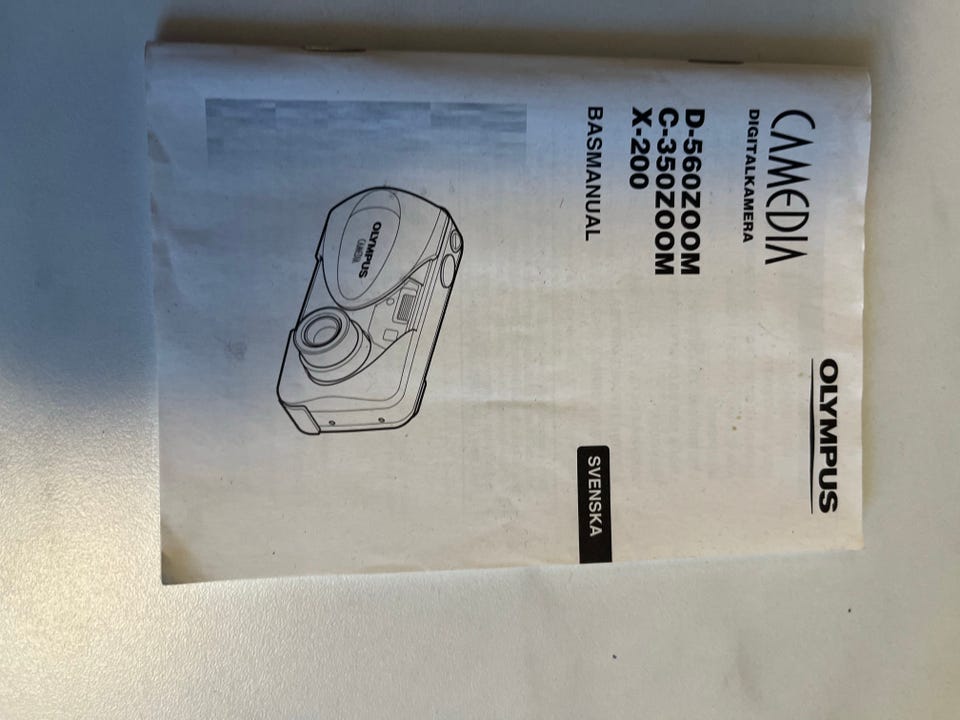 OLYMPUS
CAMEDIA
DIGITALKAMERA
D-560ZOOM
C-350ZOOM
X-200
BASMANUAL
SVENSKA
OLYMPUS
CAMEDIA